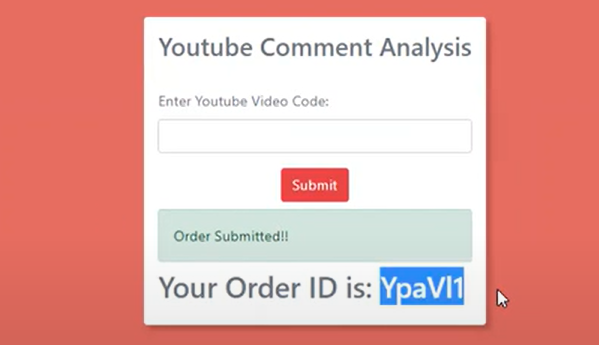 Youtube Comment Analysis
Enter Youtube Video Code:
Submit
Order Submitted!!
Your Order ID is: YpaVl1